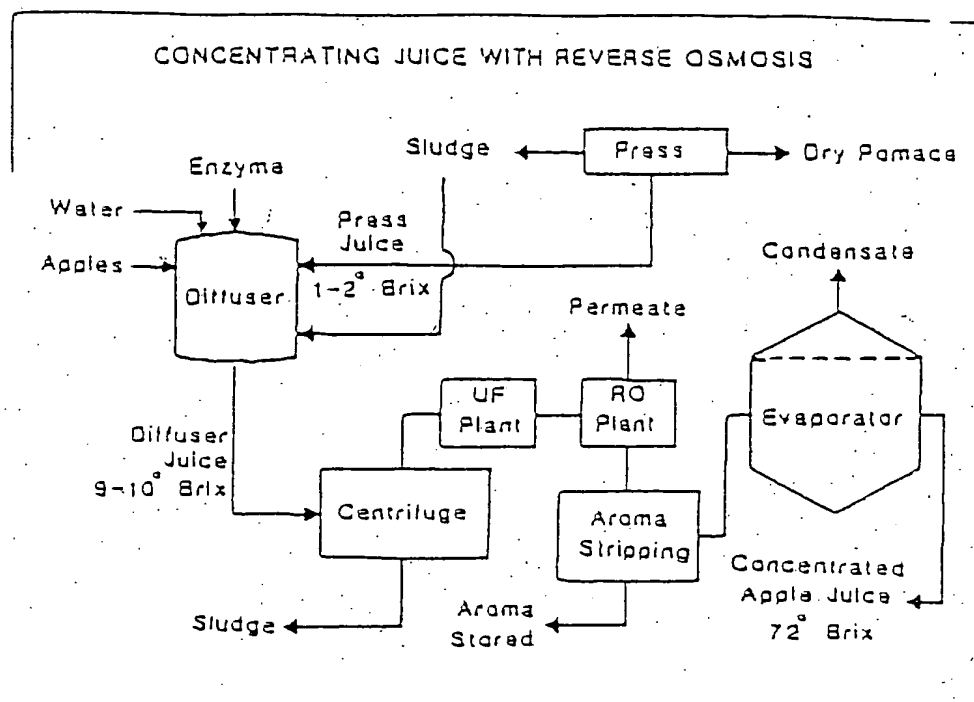 CONCENTRATING JUICE WITH REVERSE OSMOSIS
Sludge
Press
Dry Pomace
Enzyme
Water
Press
Juice
Apples
1-2° Brix
Diffuser
Condensate
Permeate
UF
Plant
RO
Plant
Evaporator
Diffuser
Juice
9-10° Brix
Centrifuge
Aroma
Stripping
Concentrated
Apple Juice
72° Brix
Sludge
Aroma
Stored